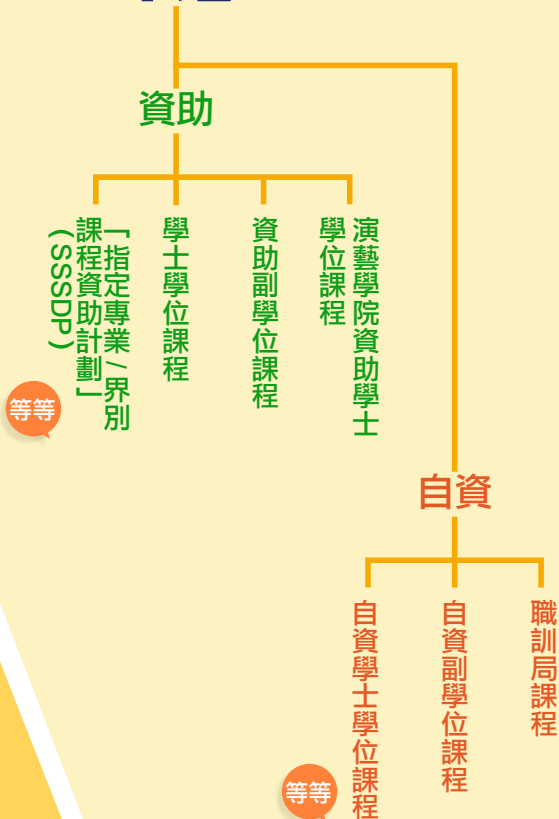 資助
演藝學院資助學士
學位課程
資助副學位課程
學士學位課程
「指定專業/界別
課程資助計劃」
(SSSDP)
等等
自資
職訓局課程
自資副學位課程
自資學士學位課程
等等